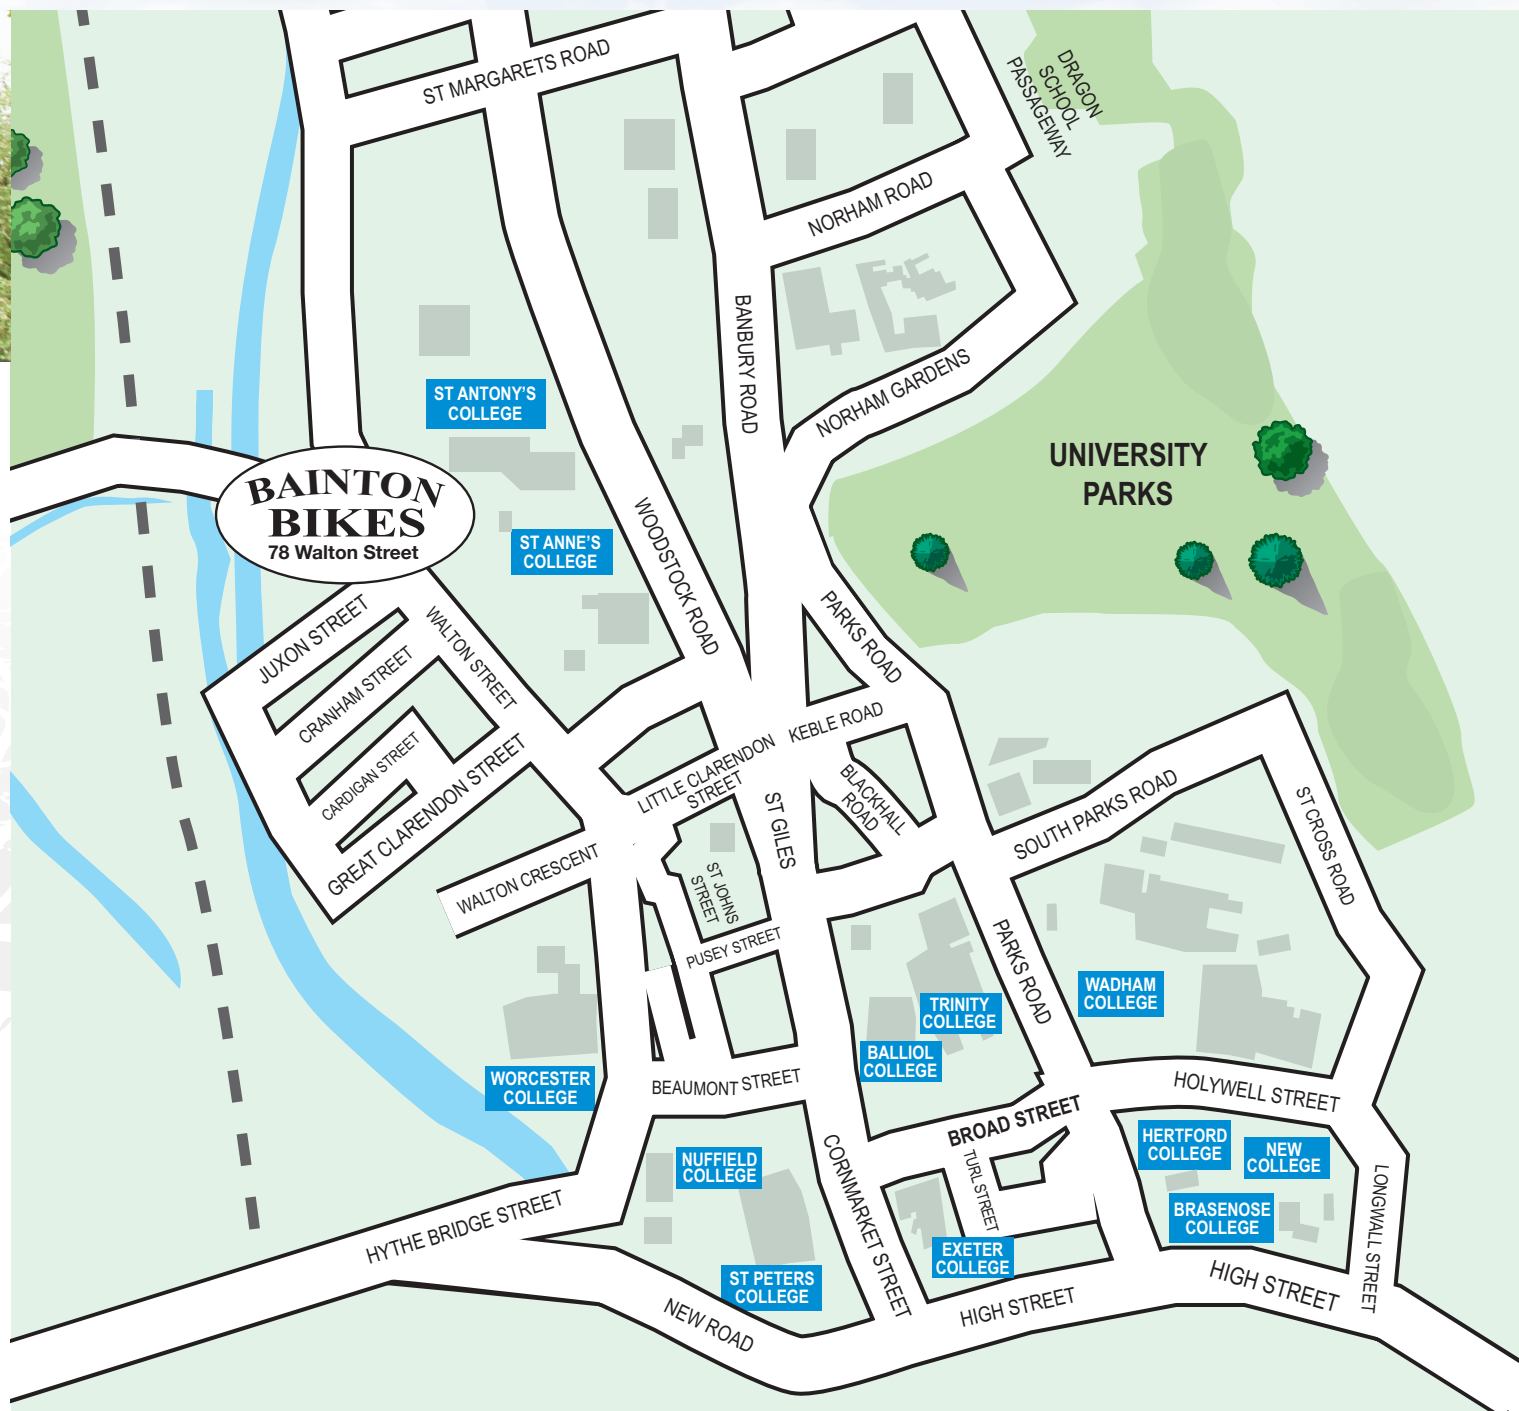 DRAGON
SCHOOL
PASSAGEWAY
ST MARGARETS ROAD
NORHAM ROAD
BANBURY ROAD
NORHAM GARDENS
ST ANTONY'S
COLLEGE
UNIVERSITY
PARKS
BAINTON
BIKES
78 Walton Street
ST ANNE'S
COLLEGE
WOODSTOCK ROAD
PARKS ROAD
JUXON STREET
WALTON STREET
CRANHAM STREET
CARDIGAN STREET
GREAT CLARENDON STREET
LITTLE CLARENDON
STREET
KEBLE ROAD
BLACKHALL
ROAD
ST GILES
SOUTH PARKS ROAD
ST CROSS ROAD
WALTON CRESCENT
ST JOHNS
STREET
PUSEY STREET
PARKS ROAD
WADHAM
COLLEGE
TRINITY
COLLEGE
BALLIOL
COLLEGE
WORCESTER
COLLEGE
BEAUMONT STREET
HOLYWELL STREET
BROAD STREET
HERTFORD
COLLEGE
NEW
COLLEGE
NUFFIELD
COLLEGE
CORNMARKET STREET
TURL STREET
BRASENOSE
COLLEGE
LONGWALL STREET
HYTHE BRIDGE STREET
EXETER
COLLEGE
ST PETERS
COLLEGE
NEW ROAD
HIGH STREET
HIGH STREET